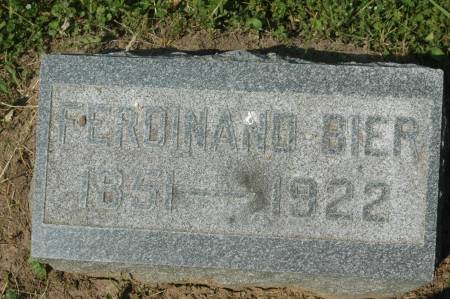 FERDINAND BIER
1851 — 1922